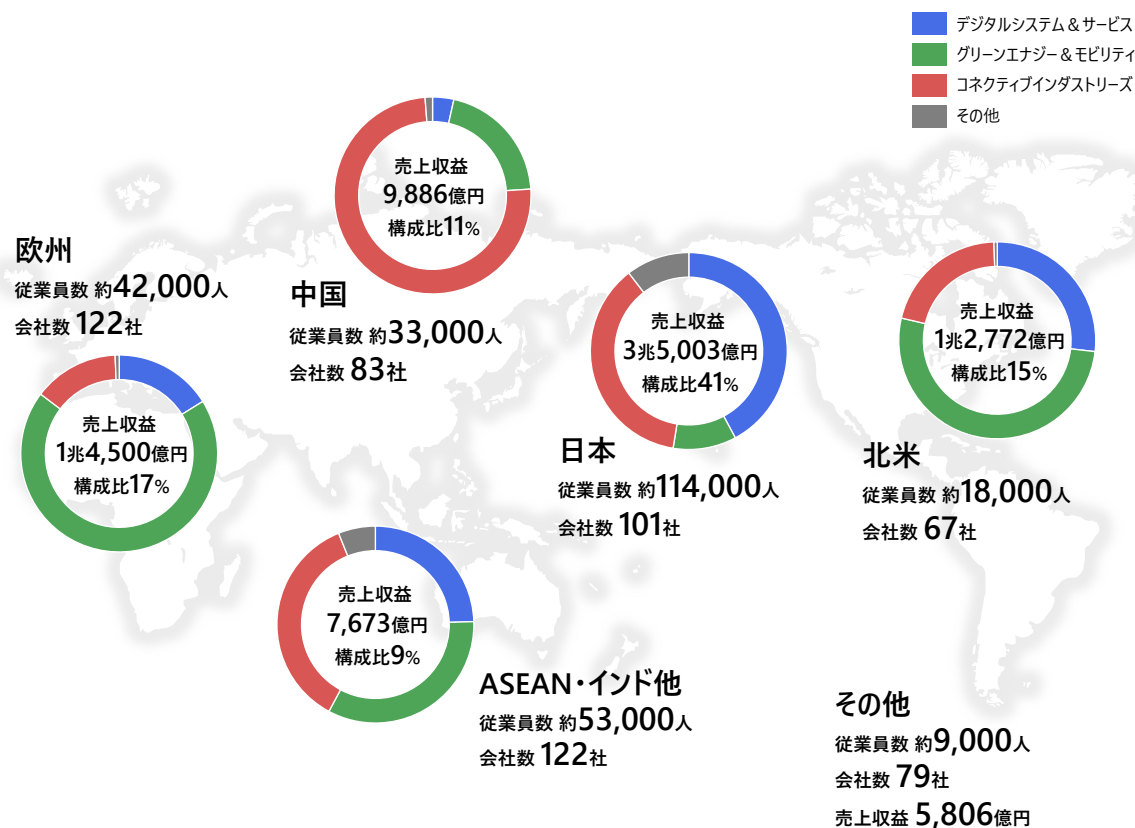 デジタルシステム＆サービス
グリーンエナジー＆モビリティ
コネクティブインダストリーズ
その他
売上収益
9,886億円
構成比11%
欧州
従業員数 約42,000人
会社数 122社
売上収益
1兆4,500億円
構成比17%
中国
従業員数 約33,000人
会社数 83社
売上収益
3兆5,003億円
構成比41%
日本
従業員数 約114,000人
会社数 101社
売上収益
1兆2,772億円
構成比15%
北米
従業員数 約18,000人
会社数 67社
売上収益
7,673億円
構成比9%
ASEAN・インド他
従業員数 約53,000人
会社数 122社
その他
従業員数 約9,000人
会社数 79社
売上収益 5,806億円